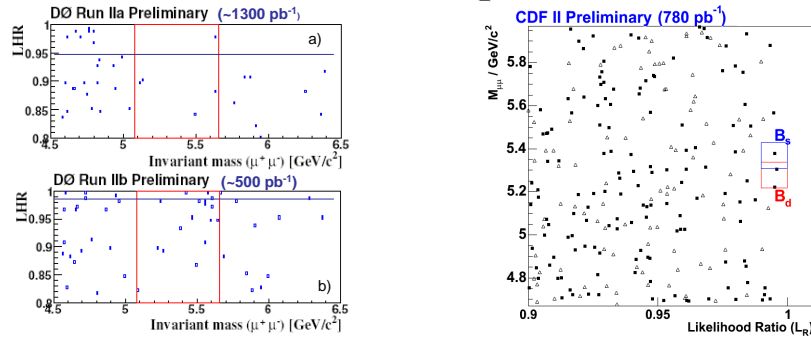 DØ Run IIa Preliminary (~1300 pb⁻¹)
LHR
1
0.95
0.9
0.85
0.8
a)
4.5 5 5.5 6 6.5
Invariant mass (μ⁺ μ⁻) [GeV/c²]
DØ Run IIb Preliminary (~500 pb⁻¹)
LHR
1
0.95
0.9
0.85
0.8
b)
4.5 5 5.5 6 6.5
Invariant mass (μ⁺ μ⁻) [GeV/c²]
CDF II Preliminary (780 pb⁻¹)
M_μμ / GeV/c²
5.8
5.6
5.4
5.2
5
4.8
B_s
B_d
0.9 0.95 1
Likelihood Ratio (L_R)